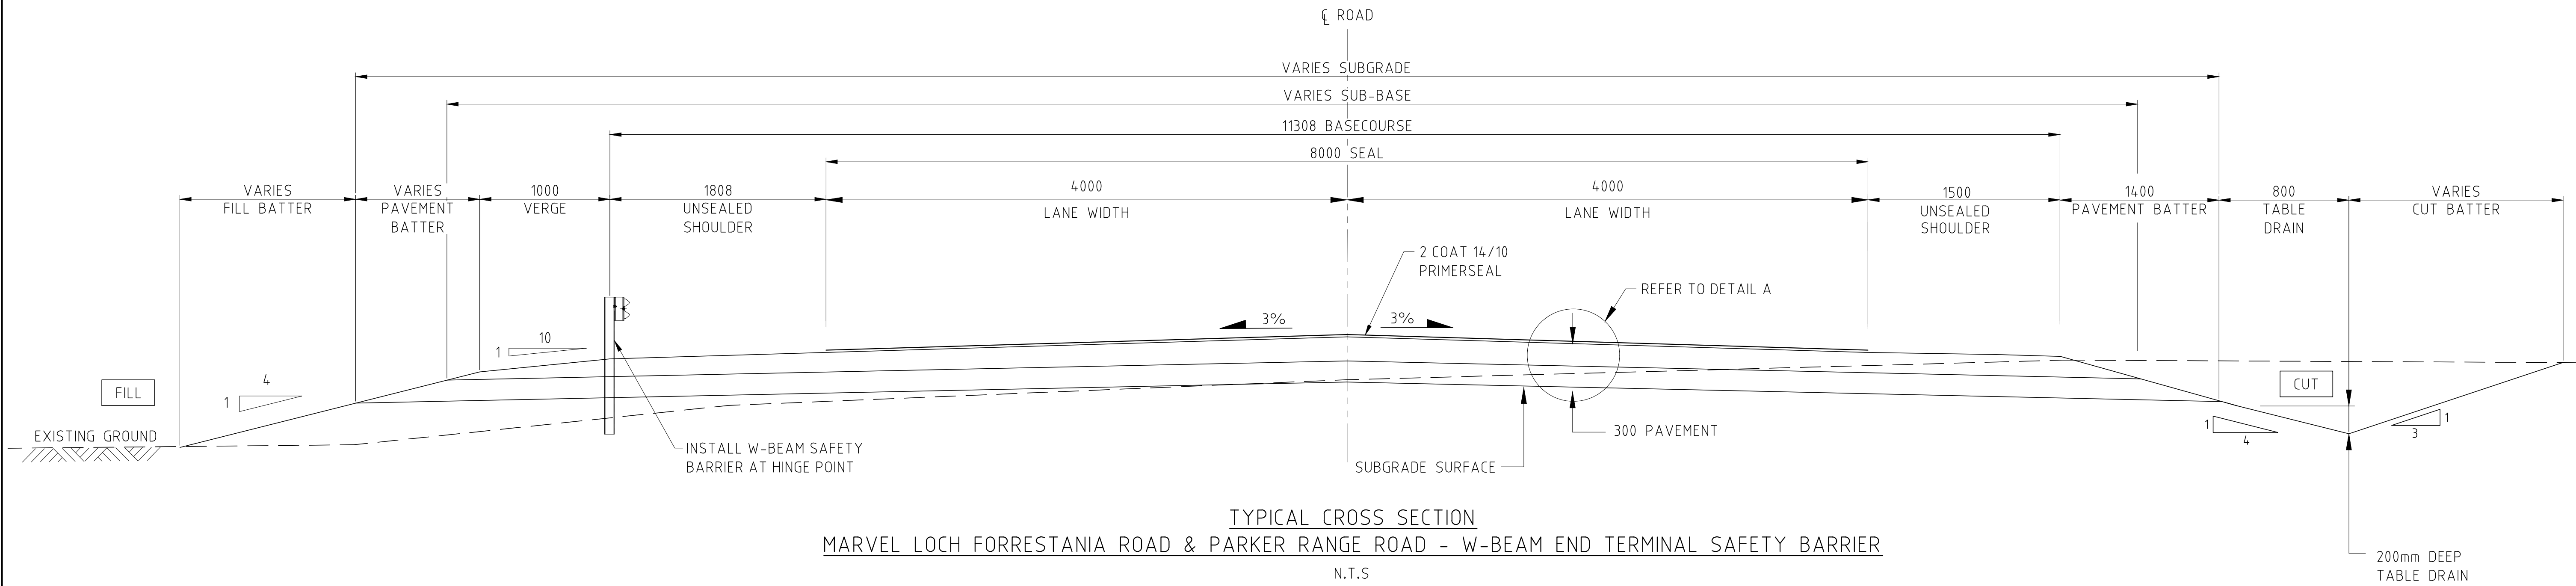 ℄ ROAD
VARIES SUBGRADE
VARIES SUB-BASE
11308 BASECOURSE
8000 SEAL
VARIES
FILL BATTER
VARIES
PAVEMENT
BATTER
1000
VERGE
1808
UNSEALED
SHOULDER
4000
LANE WIDTH
4000
LANE WIDTH
1500
UNSEALED
SHOULDER
1400
PAVEMENT BATTER
800
TABLE
DRAIN
VARIES
CUT BATTER
2 COAT 14/10
PRIMERSEAL
REFER TO DETAIL A
3%
3%
10
1
FILL
4
1
CUT
EXISTING GROUND
INSTALL W-BEAM SAFETY
BARRIER AT HINGE POINT
300 PAVEMENT
SUBGRADE SURFACE
1
4
1
3
TYPICAL CROSS SECTION
MARVEL LOCH FORRESTANIA ROAD & PARKER RANGE ROAD - W-BEAM END TERMINAL SAFETY BARRIER
N.T.S
200mm DEEP
TABLE DRAIN